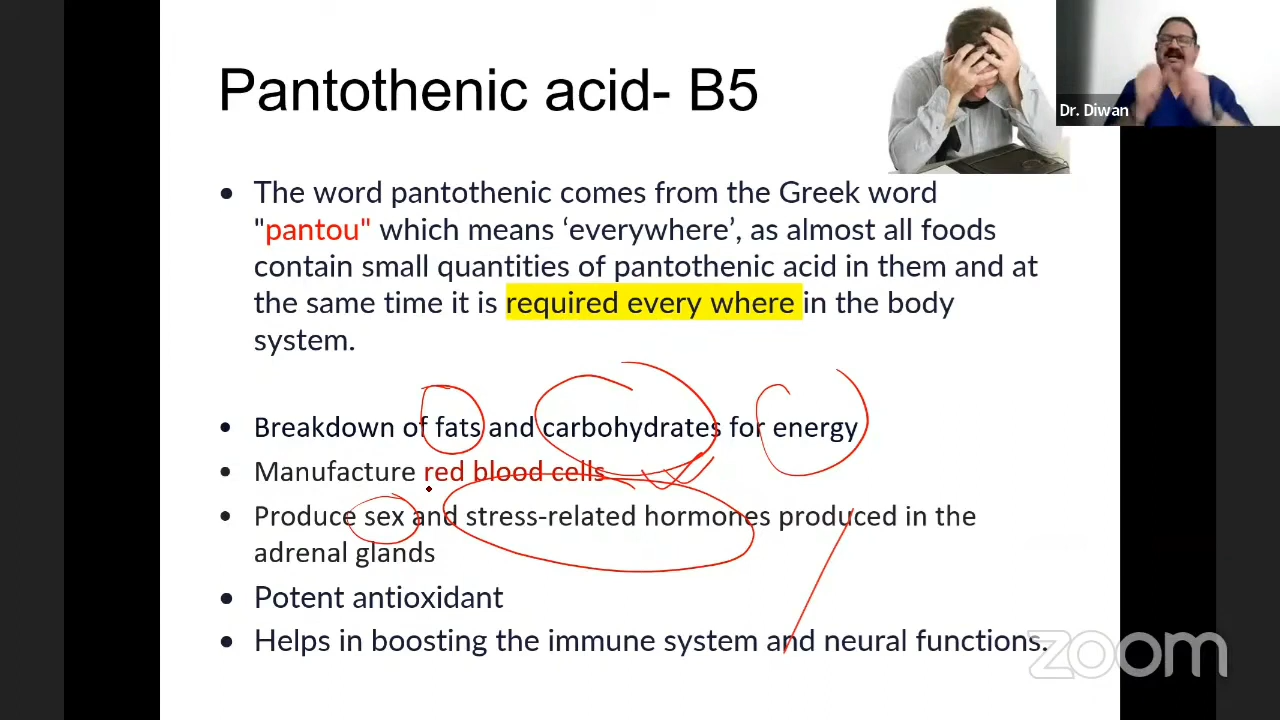 Pantothenic acid- B5
Dr. Diwan
• The word pantothenic comes from the Greek word
"pantou" which means ‘everywhere’, as almost all foods
contain small quantities of pantothenic acid in them and at
the same time it is required every where in the body
system.
• Breakdown of fats and carbohydrates for energy
• Manufacture red blood cells
• Produce sex and stress-related hormones produced in the
adrenal glands
• Potent antioxidant
• Helps in boosting the immune system and neural functions.
zoom